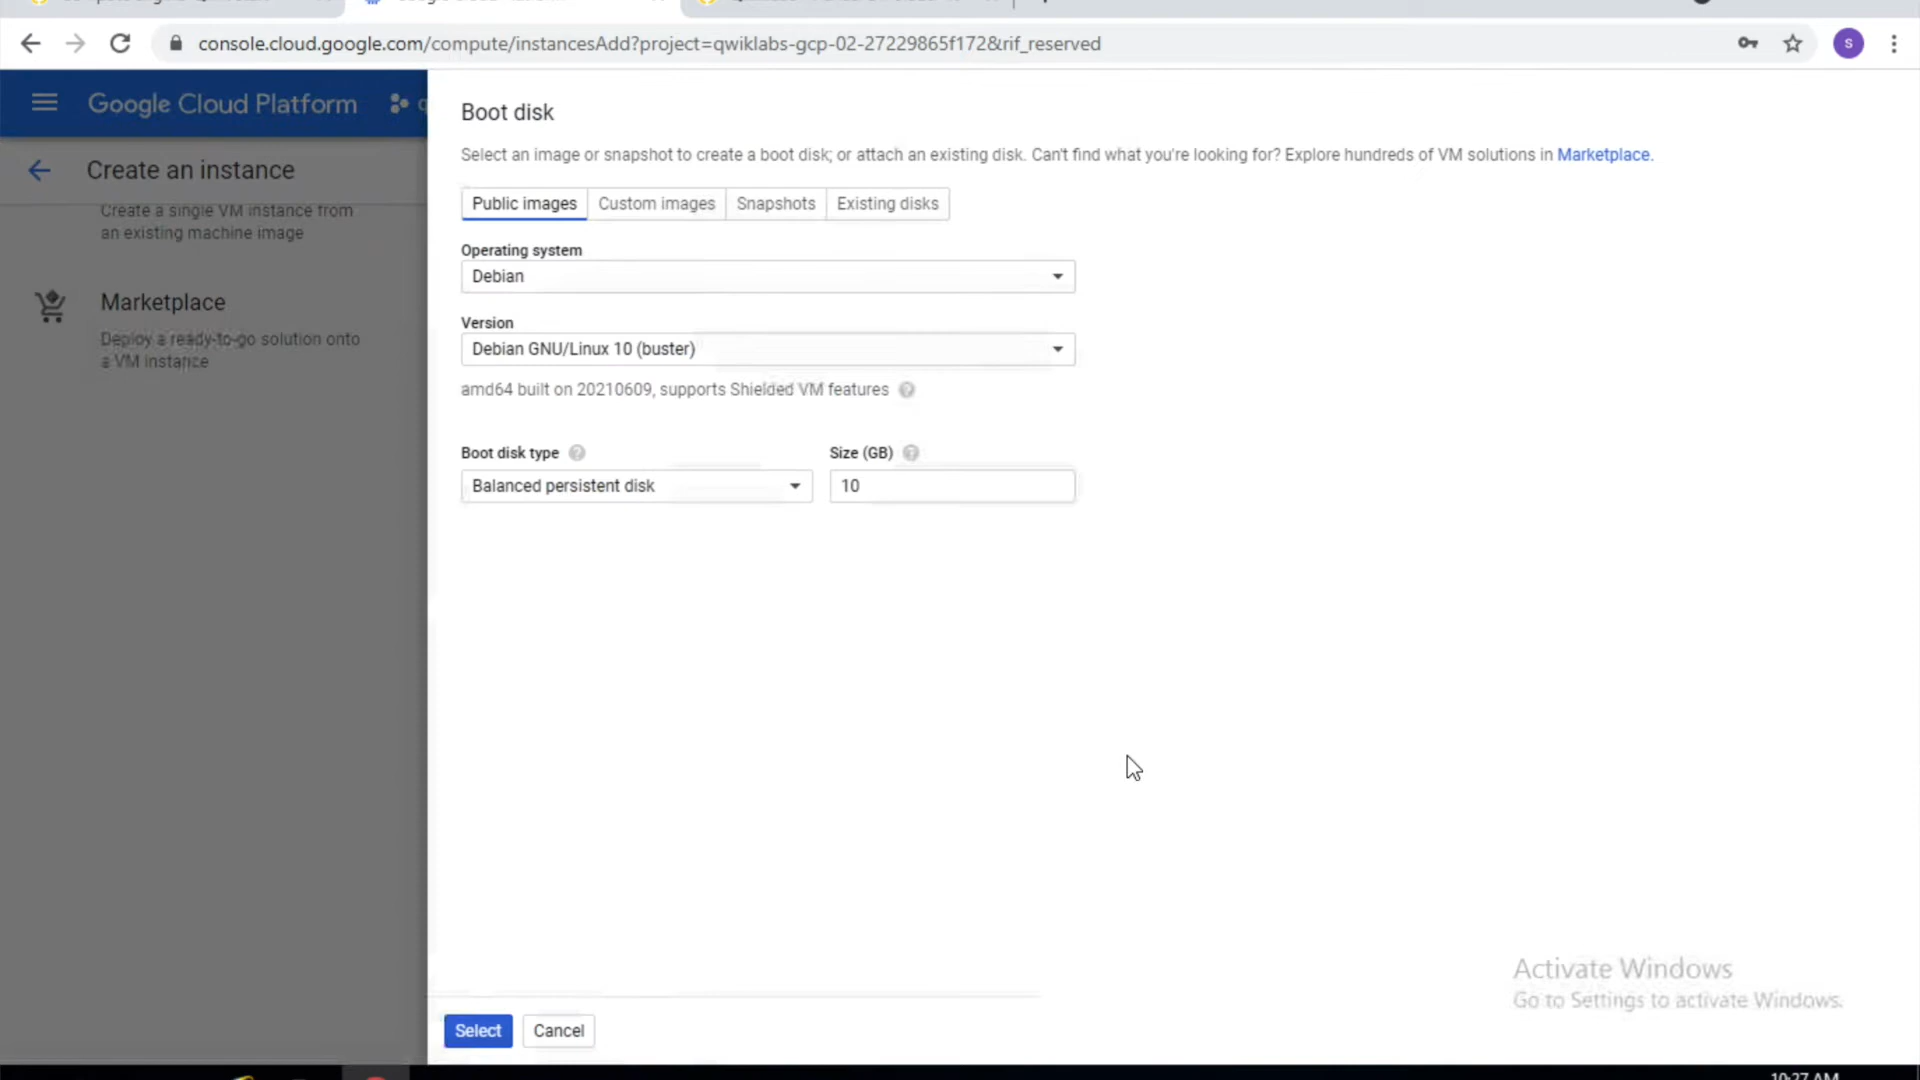 console.cloud.google.com/compute/instancesAdd?project=qwiklabs-gcp-02-27229865f172&rif_reserved
S
Google Cloud Platform
Create an instance
Create a single VM instance from
an existing machine image
Marketplace
Deploy a ready-to-go solution onto
a VM instance
Boot disk
Select an image or snapshot to create a boot disk; or attach an existing disk. Can't find what you're looking for? Explore hundreds of VM solutions in Marketplace.
Public images
Custom images
Snapshots
Existing disks
Operating system
Debian
Version
Debian GNU/Linux 10 (buster)
amd64 built on 20210609, supports Shielded VM features
Boot disk type
Size (GB)
Balanced persistent disk
10
Select
Cancel
Activate Windows
Go to Settings to activate Windows.
10:27 AM